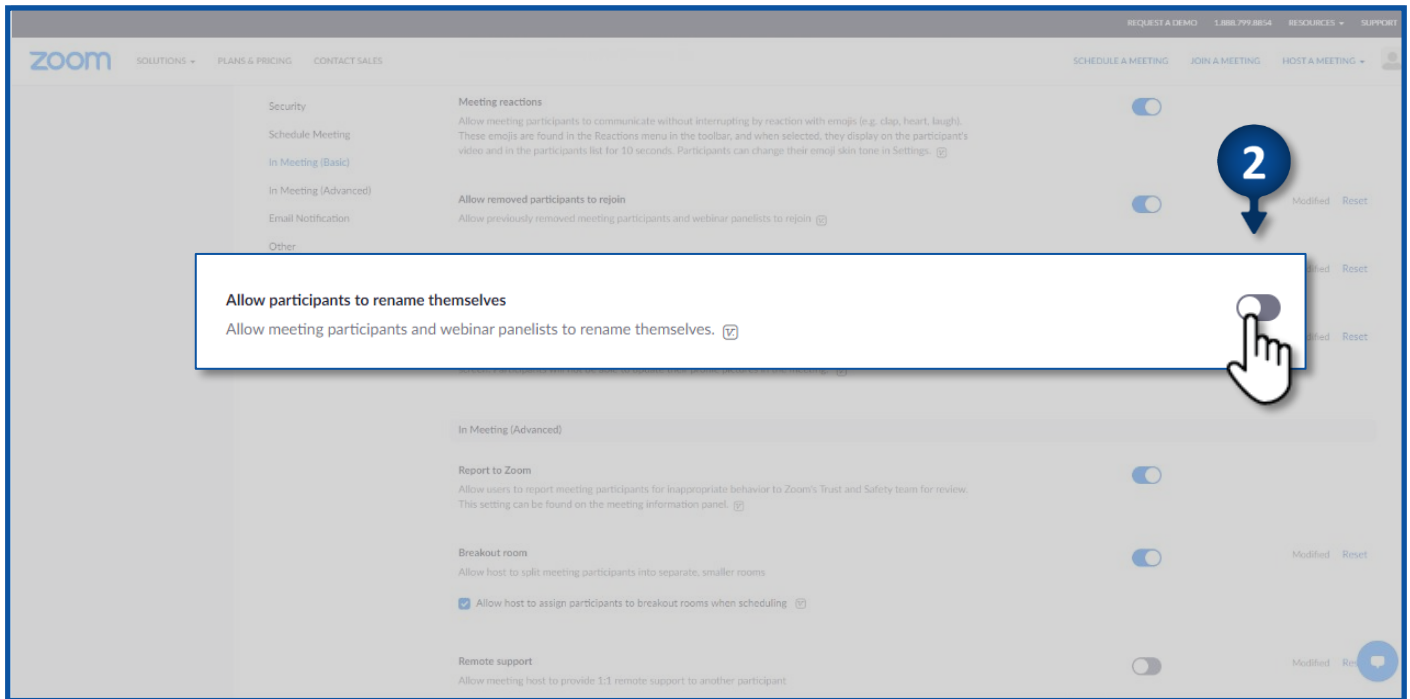 REQUEST A DEMO 1.888.799.8854 RESOURCES SUPPORT
zoom SOLUTIONS PLANS & PRICING CONTACT SALES SCHEDULE A MEETING JOIN A MEETING HOST A MEETING
Security
Schedule Meeting
In Meeting (Basic)
In Meeting (Advanced)
Email Notification
Other
Meeting reactions
Allow meeting participants to communicate without interrupting by reaction with emojis (e.g. clap, heart, laugh).
These emojis are found in the Reactions menu in the toolbar, and when selected, they display on the participant's
video and in the participants list for 10 seconds. Participants can change their emoji skin tone in Settings.
2
Allow removed participants to rejoin
Modified Reset
Allow previously removed meeting participants and webinar panelists to rejoin
Reset
Allow participants to rename themselves
Allow meeting participants and webinar panelists to rename themselves.
Reset
In Meeting (Advanced)
Report to Zoom
Allow users to report meeting participants for inappropriate behavior to Zoom's Trust and Safety team for review.
This setting can be found on the meeting information panel.
Breakout room
Modified Reset
Allow host to split meeting participants into separate, smaller rooms
Allow host to assign participants to breakout rooms when scheduling
Remote support
Modified
Allow meeting host to provide 1:1 remote support to another participant